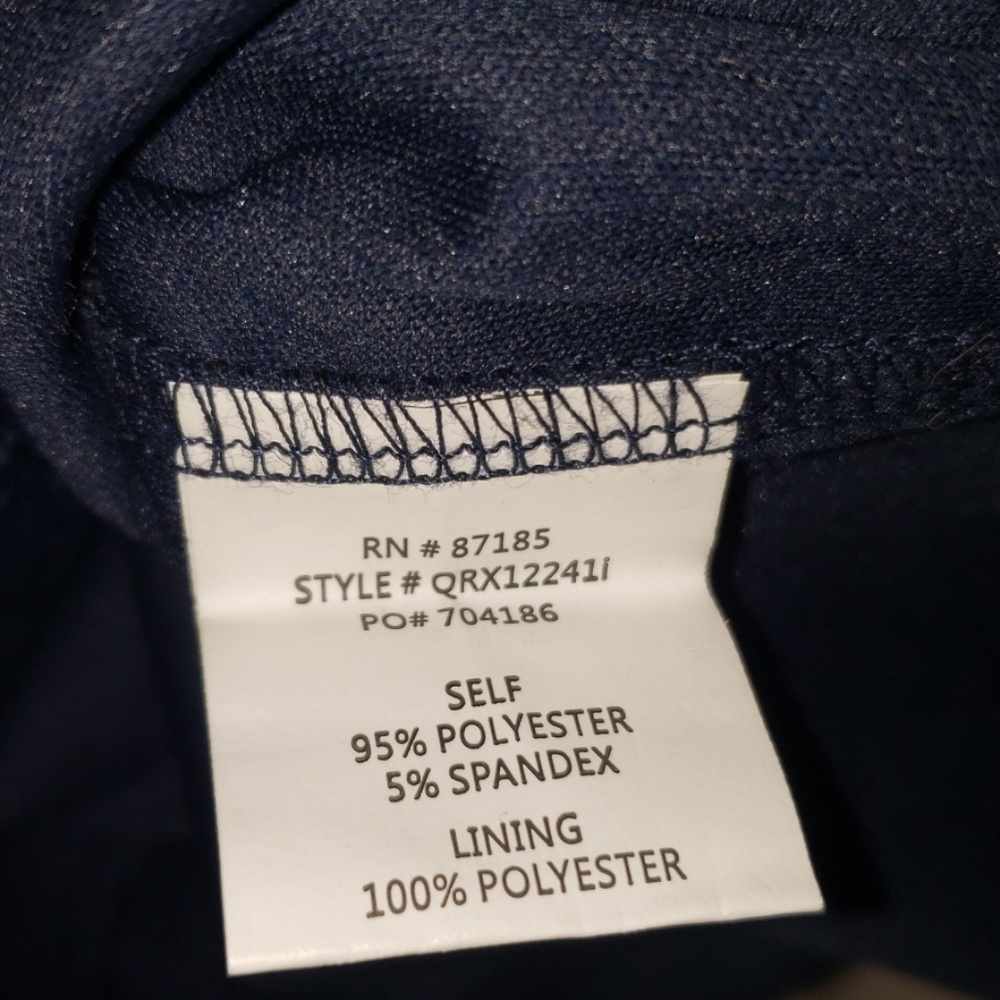 RN # 87185
STYLE # QRX12241i
PO# 704186
SELF
95% POLYESTER
5% SPANDEX
LINING
100% POLYESTER